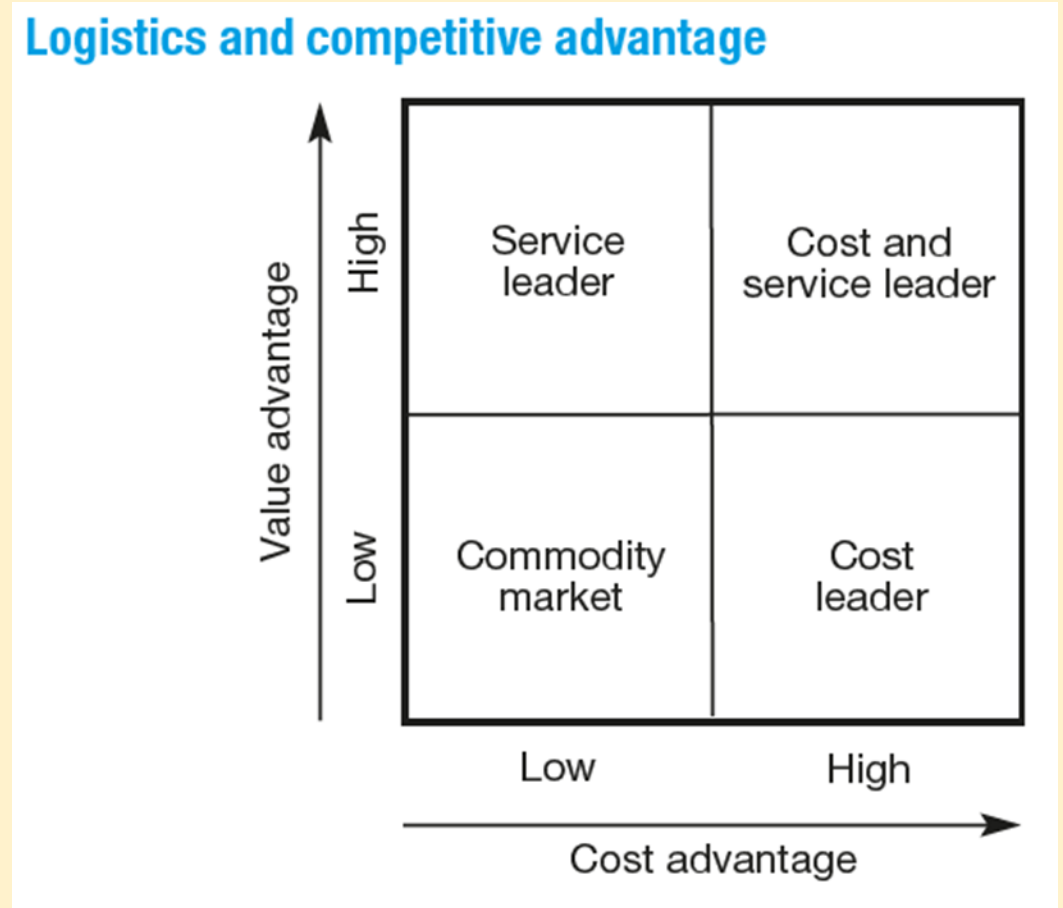 Logistics and competitive advantage
Value advantage
High
Low
Service
leader
Cost and
service leader
Commodity
market
Cost
leader
Low
High
Cost advantage